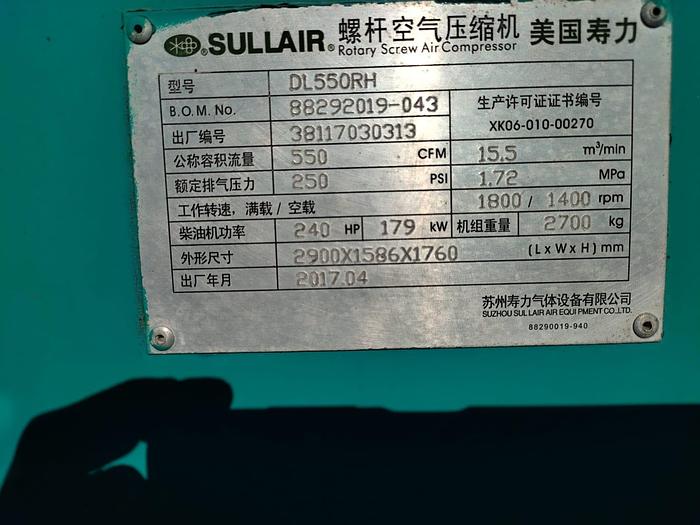 SULLAIR® 螺杆空气压缩机 美国寿力
Rotary Screw Air Compressor
型号 DL550RH
B.O.M. No. 88292019-043 生产许可证证书编号
出厂编号 38117030313 XK06-010-00270
公称容积流量 550 CFM 15.5 m³/min
额定排气压力 250 PSI 1.72 MPa
工作转速，满载 / 空载 1800 / 1400 rpm
柴油机功率 240 HP 179 kW 机组重量 2700 kg
外形尺寸 2900X1586X1760 (L x W x H) mm
出厂年月 2017.04
苏州寿力气体设备有限公司
SUZHOU SULLAIR AIR EQUIPMENT CO.,LTD.
88290019-940